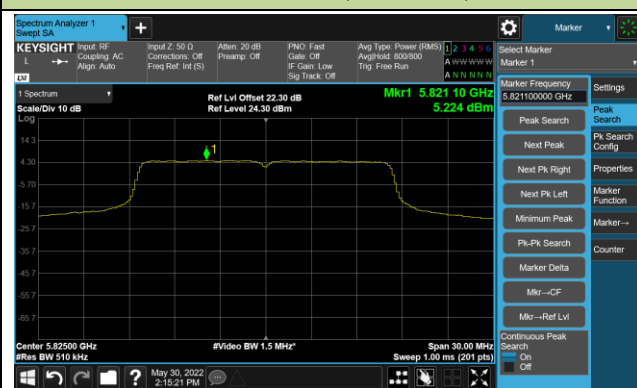 Spectrum Analyzer 1
Swept SA
Marker
KEYSIGHT
Input: RF
Coupling: AC
Align: Auto
Input Z: 50 Ω
Corrections: Off
Freq Ref: Int (S)
Atten: 20 dB
Preamp: Off
PNO: Fast
Gate: Off
IF Gain: Low
Sig Track: Off
Avg Type: Power (RMS)
Avg|Hold: 800/800
Trig: Free Run
1 2 3 4 5 6
A W W W W W
A N N N N N
L
LXI
Select Marker
Marker 1
1 Spectrum
Scale/Div 10 dB
Log
Ref Lvl Offset 22.30 dB
Ref Level 24.30 dBm
Mkr1 5.821 10 GHz
5.224 dBm
1
14.3
4.30
-5.70
-15.7
-25.7
-35.7
-45.7
-55.7
-65.7
Center 5.82500 GHz
#Res BW 510 kHz
#Video BW 1.5 MHz*
Span 30.00 MHz
Sweep 1.00 ms (201 pts)
Marker Frequency
5.821100000 GHz
Peak Search
Next Peak
Next Pk Right
Next Pk Left
Minimum Peak
Pk-Pk Search
Marker Delta
Mkr→CF
Mkr→Ref Lvl
Continuous Peak
Search
On
Off
Settings
Peak
Search
Pk Search
Config
Properties
Marker
Function
Marker→
Counter
May 30, 2022
2:15:21 PM